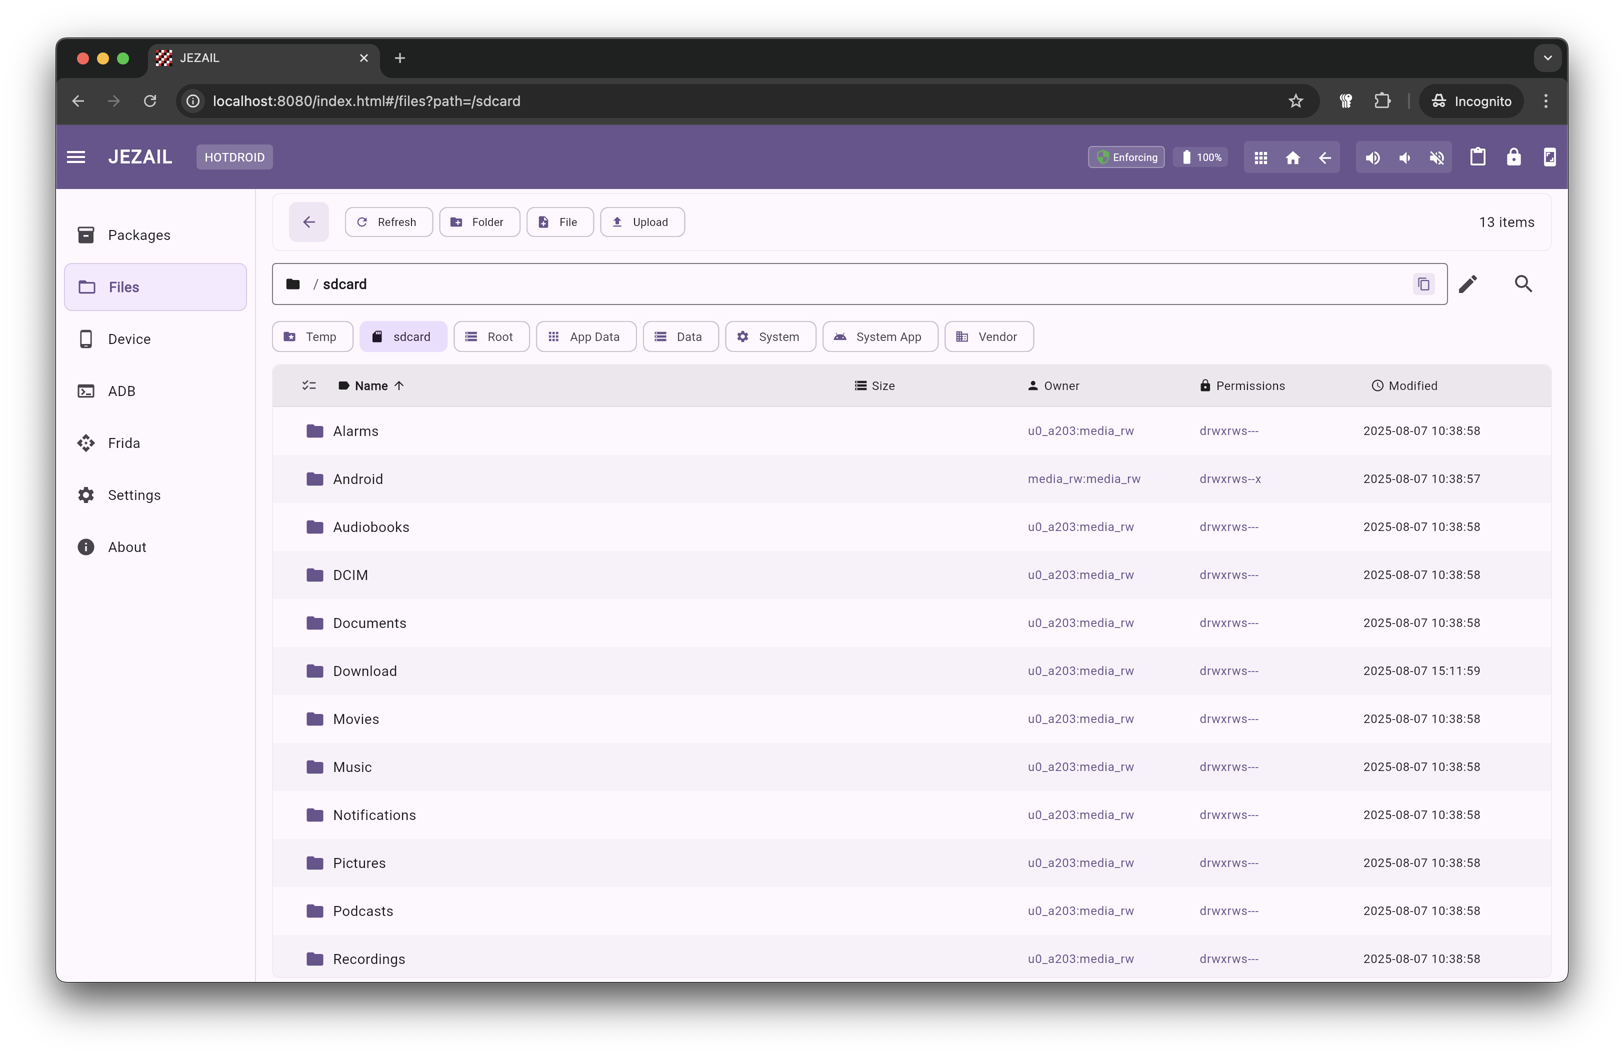 JEZAIL
localhost:8080/index.html#/files?path=/sdcard
Incognito
JEZAIL HOTDROID Enforcing 100%
Packages
Files
Device
ADB
Frida
Settings
About
Refresh Folder File Upload 13 items
/ sdcard
Temp sdcard Root App Data Data System System App Vendor
Name Size Owner Permissions Modified
Alarms u0_a203:media_rw drwxrws--- 2025-08-07 10:38:58
Android media_rw:media_rw drwxrws--x 2025-08-07 10:38:57
Audiobooks u0_a203:media_rw drwxrws--- 2025-08-07 10:38:58
DCIM u0_a203:media_rw drwxrws--- 2025-08-07 10:38:58
Documents u0_a203:media_rw drwxrws--- 2025-08-07 10:38:58
Download u0_a203:media_rw drwxrws--- 2025-08-07 15:11:59
Movies u0_a203:media_rw drwxrws--- 2025-08-07 10:38:58
Music u0_a203:media_rw drwxrws--- 2025-08-07 10:38:58
Notifications u0_a203:media_rw drwxrws--- 2025-08-07 10:38:58
Pictures u0_a203:media_rw drwxrws--- 2025-08-07 10:38:58
Podcasts u0_a203:media_rw drwxrws--- 2025-08-07 10:38:58
Recordings u0_a203:media_rw drwxrws--- 2025-08-07 10:38:58